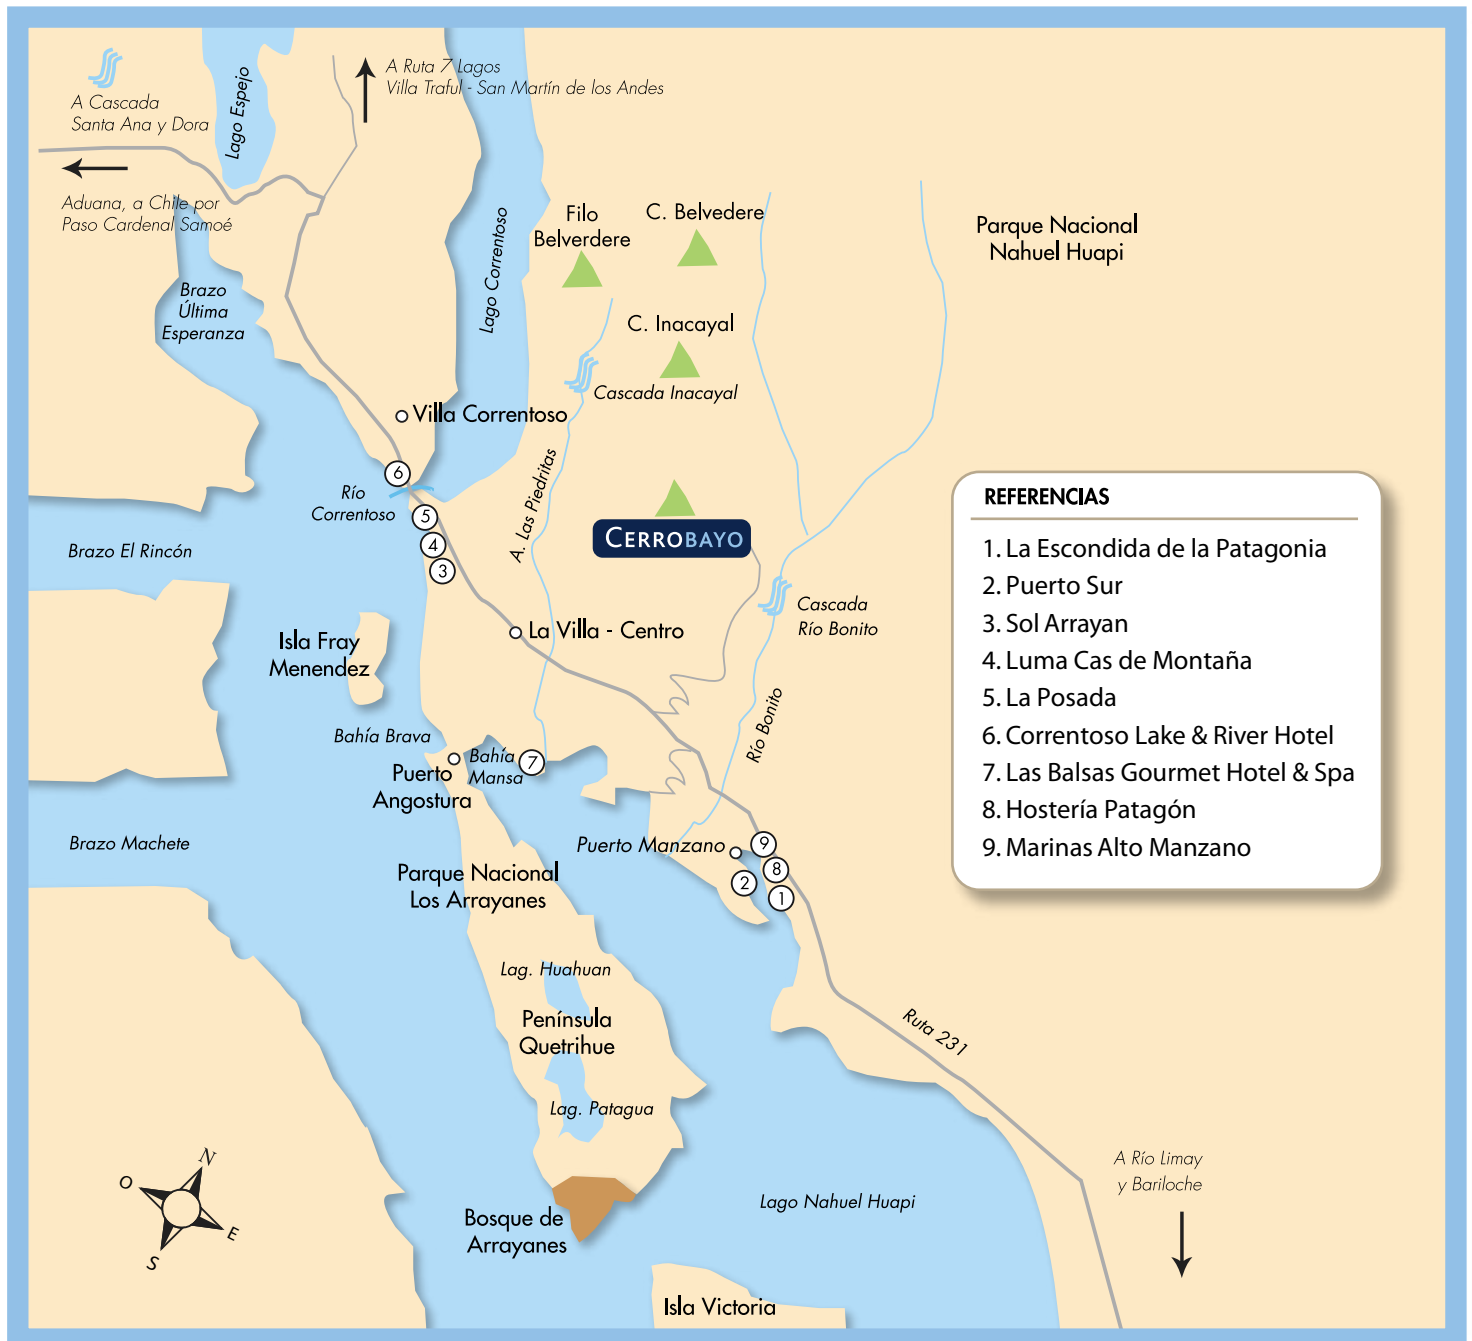 A Ruta 7 Lagos
Villa Traful - San Martín de los Andes
A Cascada
Santa Ana y Dora
Lago Espejo
Aduana, a Chile por
Paso Cardenal Samoé
Filo
Belverdere
C. Belvedere
Parque Nacional
Nahuel Huapi
Lago Correntoso
Brazo
Última
Esperanza
C. Inacayal
Cascada Inacayal
Villa Correntoso
6
Río
Correntoso
5
4
3
A. Las Piedritas
CERROBAYO
Brazo El Rincón
Cascada
Río Bonito
La Villa - Centro
Isla Fray
Menendez
Río Bonito
Bahía Brava
Bahía
Mansa
7
Puerto
Angostura
Brazo Machete
Puerto Manzano
9
8
2
1
Parque Nacional
Los Arrayanes
Lag. Huahuan
Península
Quetrihue
Ruta 231
Lag. Patagua
A Río Limay
y Bariloche
Lago Nahuel Huapi
Bosque de
Arrayanes
Isla Victoria
N
O
E
S
REFERENCIAS
1. La Escondida de la Patagonia
2. Puerto Sur
3. Sol Arrayan
4. Luma Cas de Montaña
5. La Posada
6. Correntoso Lake & River Hotel
7. Las Balsas Gourmet Hotel & Spa
8. Hostería Patagón
9. Marinas Alto Manzano